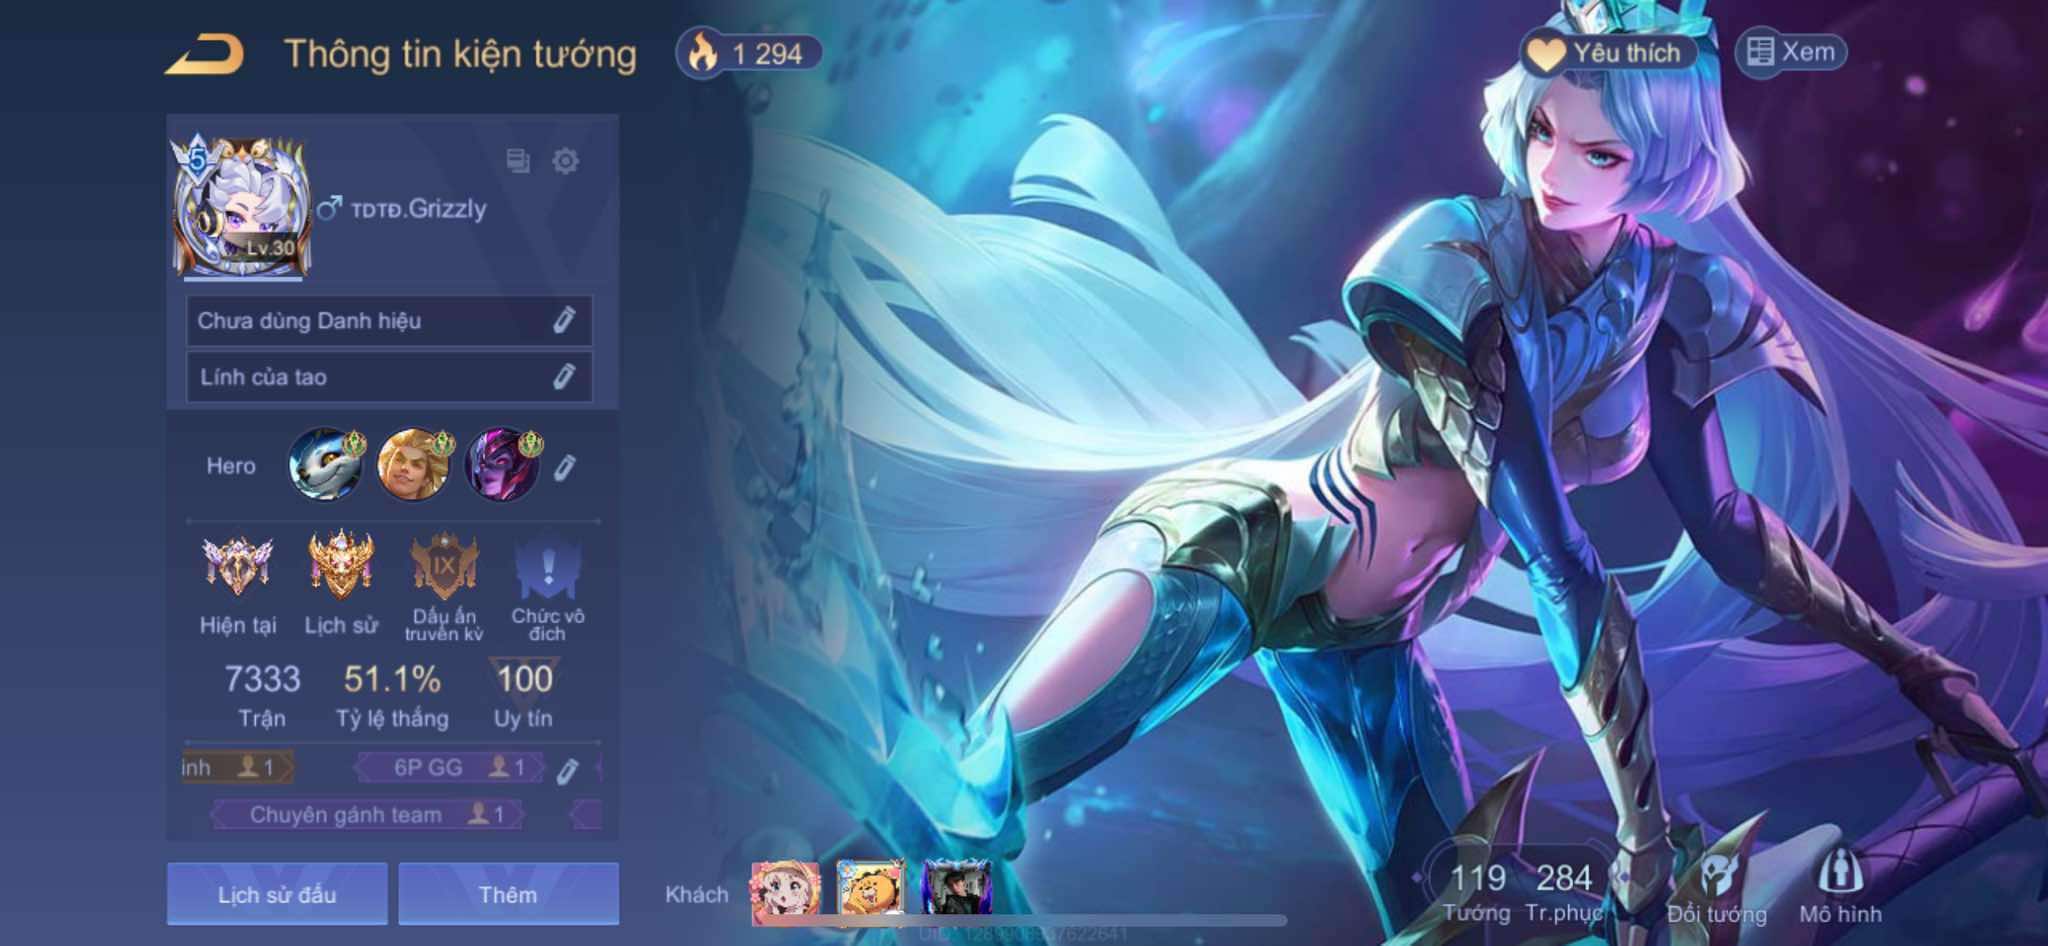 Thông tin kiện tướng
1 294
Yêu thích
Xem
5
TDTĐ.Grizzly
Lv.30
Chưa dùng Danh hiệu
Lính của tao
Hero
IX
Hiện tại
Lịch sử
Dấu ấn truyền kỳ
Chức vô địch
7333
51.1%
100
Trận
Tỷ lệ thắng
Uy tín
inh 1
6P GG 1
Chuyên gánh team 1
Lịch sử đấu
Thêm
Khách
119
284
Tướng
Tr.phục
Đổi tướng
Mô hình